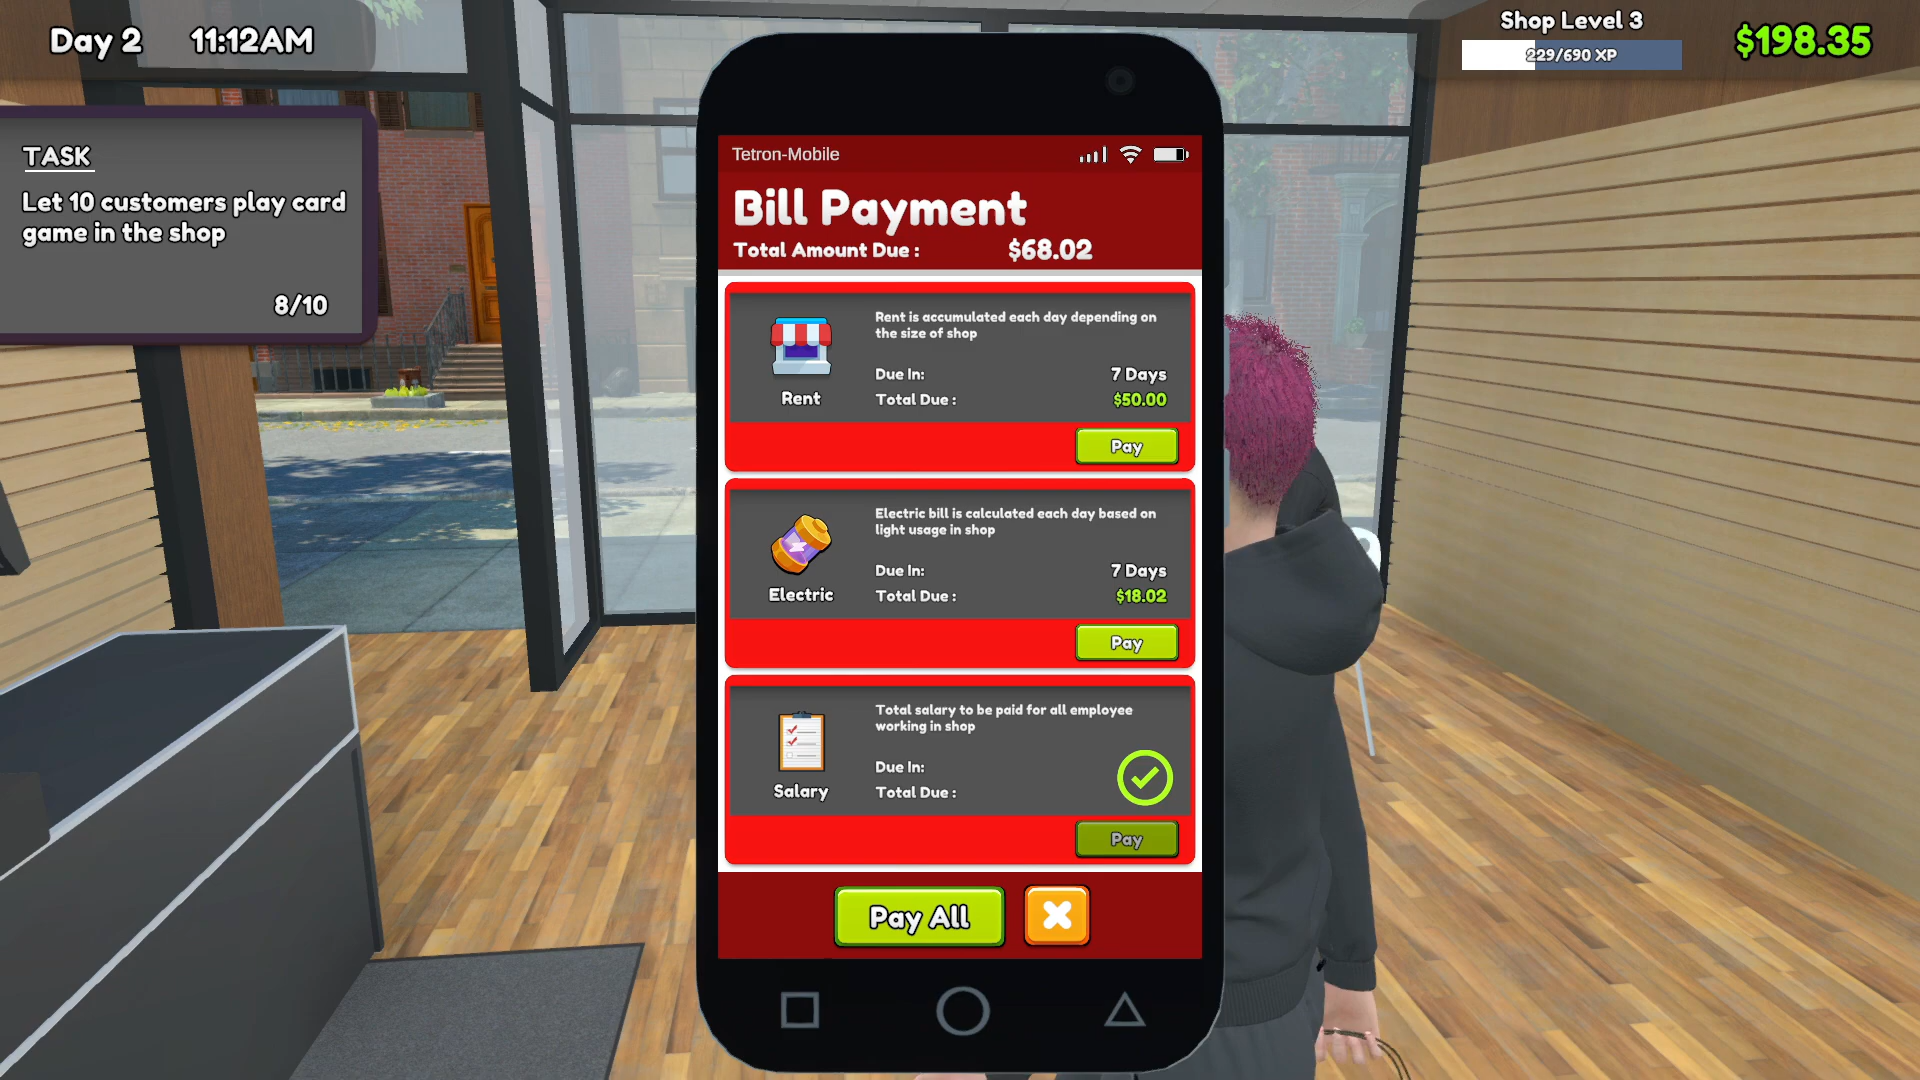 Day 2 11:12AM
Shop Level 3
229/690 XP
$198.35
TASK
Let 10 customers play card
game in the shop
8/10
Tetron-Mobile
Bill Payment
Total Amount Due : $68.02
Rent is accumulated each day depending on
the size of shop
Due In: 7 Days
Total Due : $50.00
Rent
Pay
Electric bill is calculated each day based on
light usage in shop
Due In: 7 Days
Total Due : $18.02
Electric
Pay
Total salary to be paid for all employee
working in shop
Due In:
Total Due :
Salary
Pay
Pay All